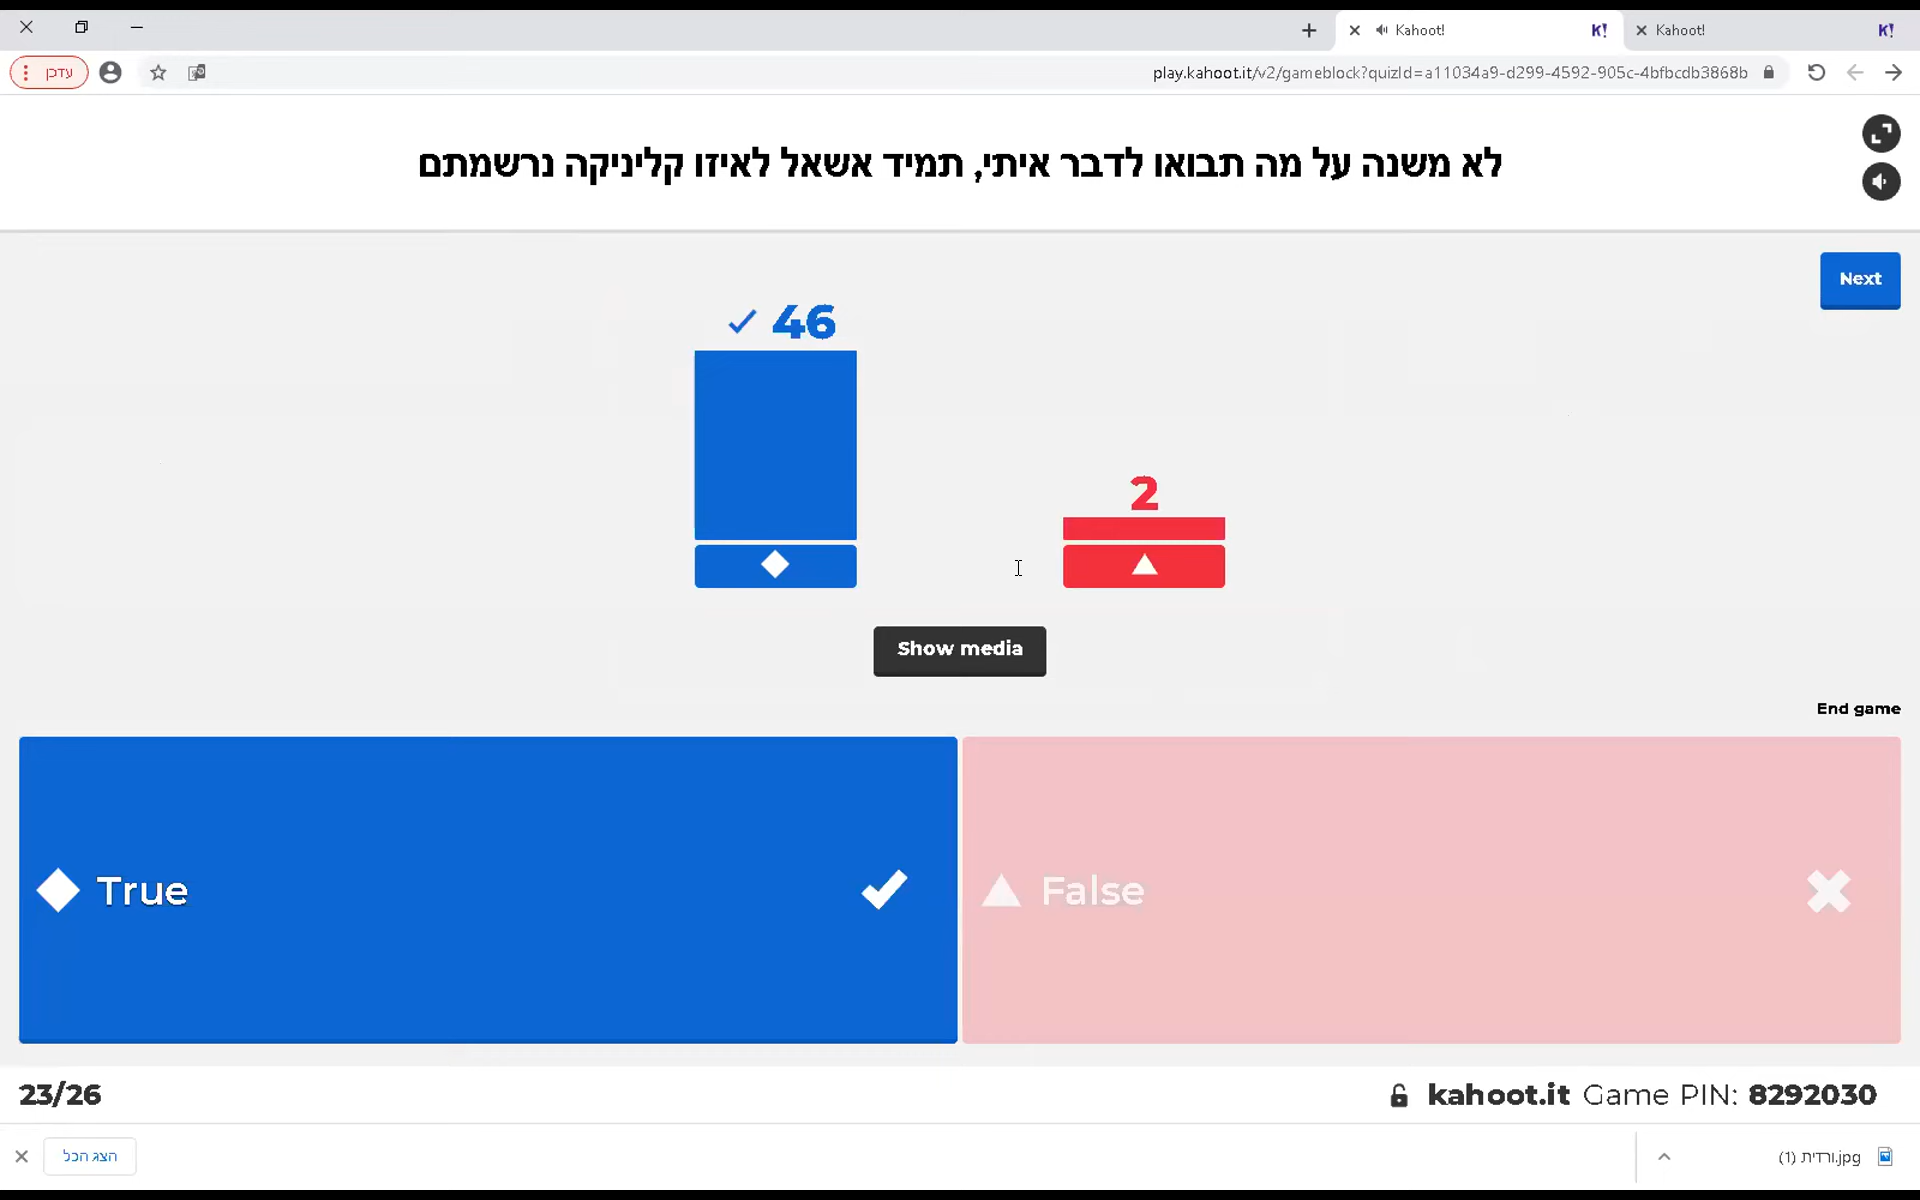 Kahoot!
K!
Kahoot!
K!
עדכן
play.kahoot.it/v2/gameblock?quizId=a11034a9-d299-4592-905c-4bfbcdb3868b
לא משנה על מה תבואו לדבר איתי, תמיד אשאל לאיזו קליניקה נרשמתם
Next
46
2
Show media
End game
True
False
23/26
kahoot.it Game PIN: 8292030
הצג הכל
ורדית (1).jpg